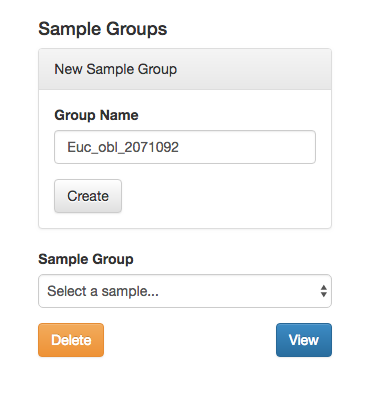 Sample Groups
New Sample Group
Group Name
Euc_obl_2071092
Create
Sample Group
Select a sample...
Delete View